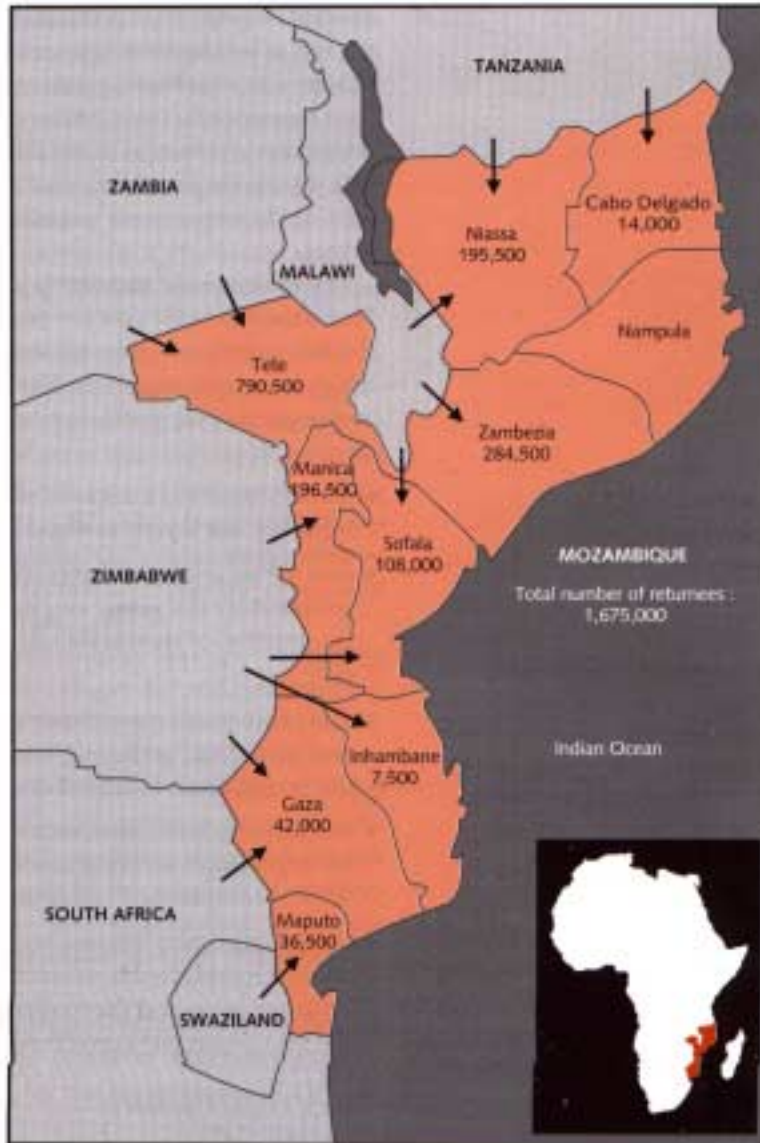 TANZANIA
ZAMBIA
Cabo Delgado
14,000
Niassa
195,500
MALAWI
Nampula
Tele
790,500
Zambezia
284,500
Manica
196,500
Sofala
108,000
MOZAMBIQUE
Total number of returnees :
1,675,000
ZIMBABWE
Indian Ocean
Inhambane
7,500
Gaza
42,000
SOUTH AFRICA
Maputo
36,500
SWAZILAND